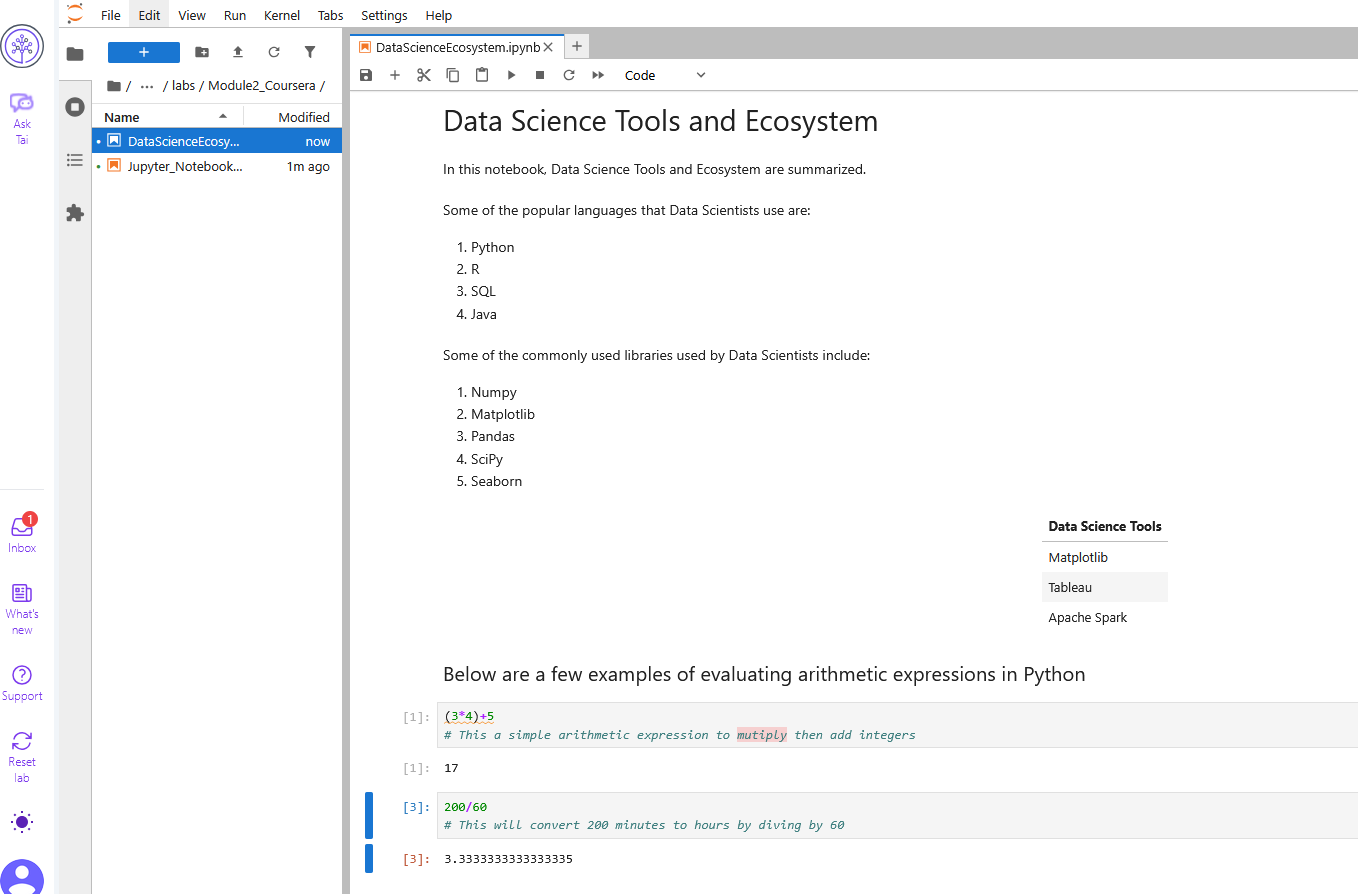 File Edit View Run Kernel Tabs Settings Help
Ask
Tai
Inbox
1
What's
new
Support
Reset
lab
+
/ ... / labs / Module2_Coursera /
Name Modified
DataScienceEcosy... now
Jupyter_Notebook... 1m ago
DataScienceEcosystem.ipynb
Code
Data Science Tools and Ecosystem
In this notebook, Data Science Tools and Ecosystem are summarized.
Some of the popular languages that Data Scientists use are:
1. Python
2. R
3. SQL
4. Java
Some of the commonly used libraries used by Data Scientists include:
1. Numpy
2. Matplotlib
3. Pandas
4. SciPy
5. Seaborn
Data Science Tools
Matplotlib
Tableau
Apache Spark
Below are a few examples of evaluating arithmetic expressions in Python
[1]: (3*4)+5
# This a simple arithmetic expression to mutiply then add integers
[1]: 17
[3]: 200/60
# This will convert 200 minutes to hours by diving by 60
[3]: 3.3333333333333335